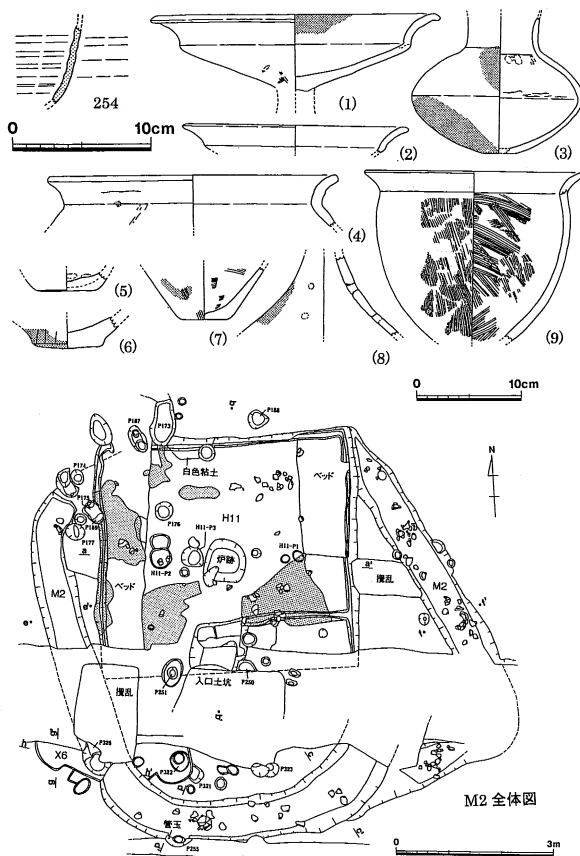 254
0 10cm
(1)
(2)
(3)
(4)
(5)
(6)
(7)
(8)
(9)
0 10cm
P187
P173
P188
P174
P175
P177
P176
白色粘土
ベッド
H11
H11-P3
H11-P2
H11-P1
炉跡
N
M2
ベッド
攪乱
M2
P251
入口土坑
P250
攪乱
X6
P326
P322
P321
P323
管玉
P255
M2 全体図
0 3m